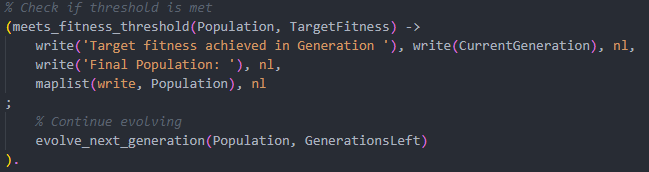 % Check if threshold is met
(meets_fitness_threshold(Population, TargetFitness) ->
    write('Target fitness achieved in Generation '), write(CurrentGeneration), nl,
    write('Final Population: '), nl,
    maplist(write, Population), nl
;
    % Continue evolving
    evolve_next_generation(Population, GenerationsLeft)
).